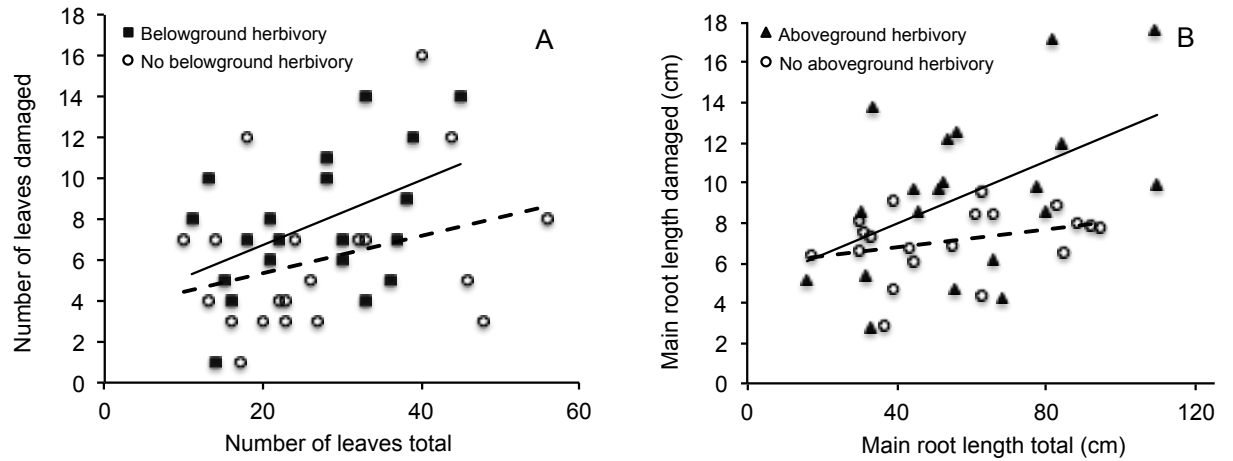 A
Belowground herbivory
No belowground herbivory
Number of leaves damaged
18
16
14
12
10
8
6
4
2
0
0 20 40 60
Number of leaves total
B
Aboveground herbivory
No aboveground herbivory
Main root length damaged (cm)
18
16
14
12
10
8
6
4
2
0
0 40 80 120
Main root length total (cm)